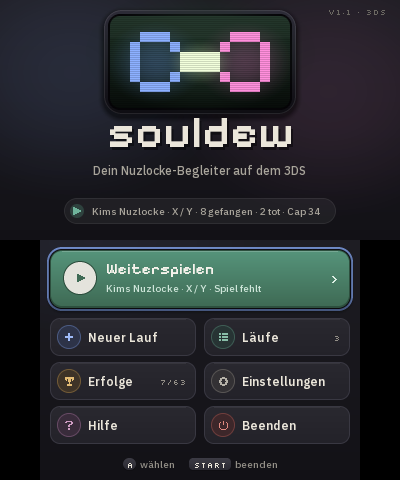 V1.1 · 3DS
souldew
Dein Nuzlocke-Begleiter auf dem 3DS
Kims Nuzlocke · X / Y · 8 gefangen · 2 tot · Cap 34
Weiterspielen
Kims Nuzlocke · X / Y · Spiel fehlt
Neuer Lauf
Läufe 3
Erfolge 7/63
Einstellungen
? Hilfe
Beenden
A wählen START beenden